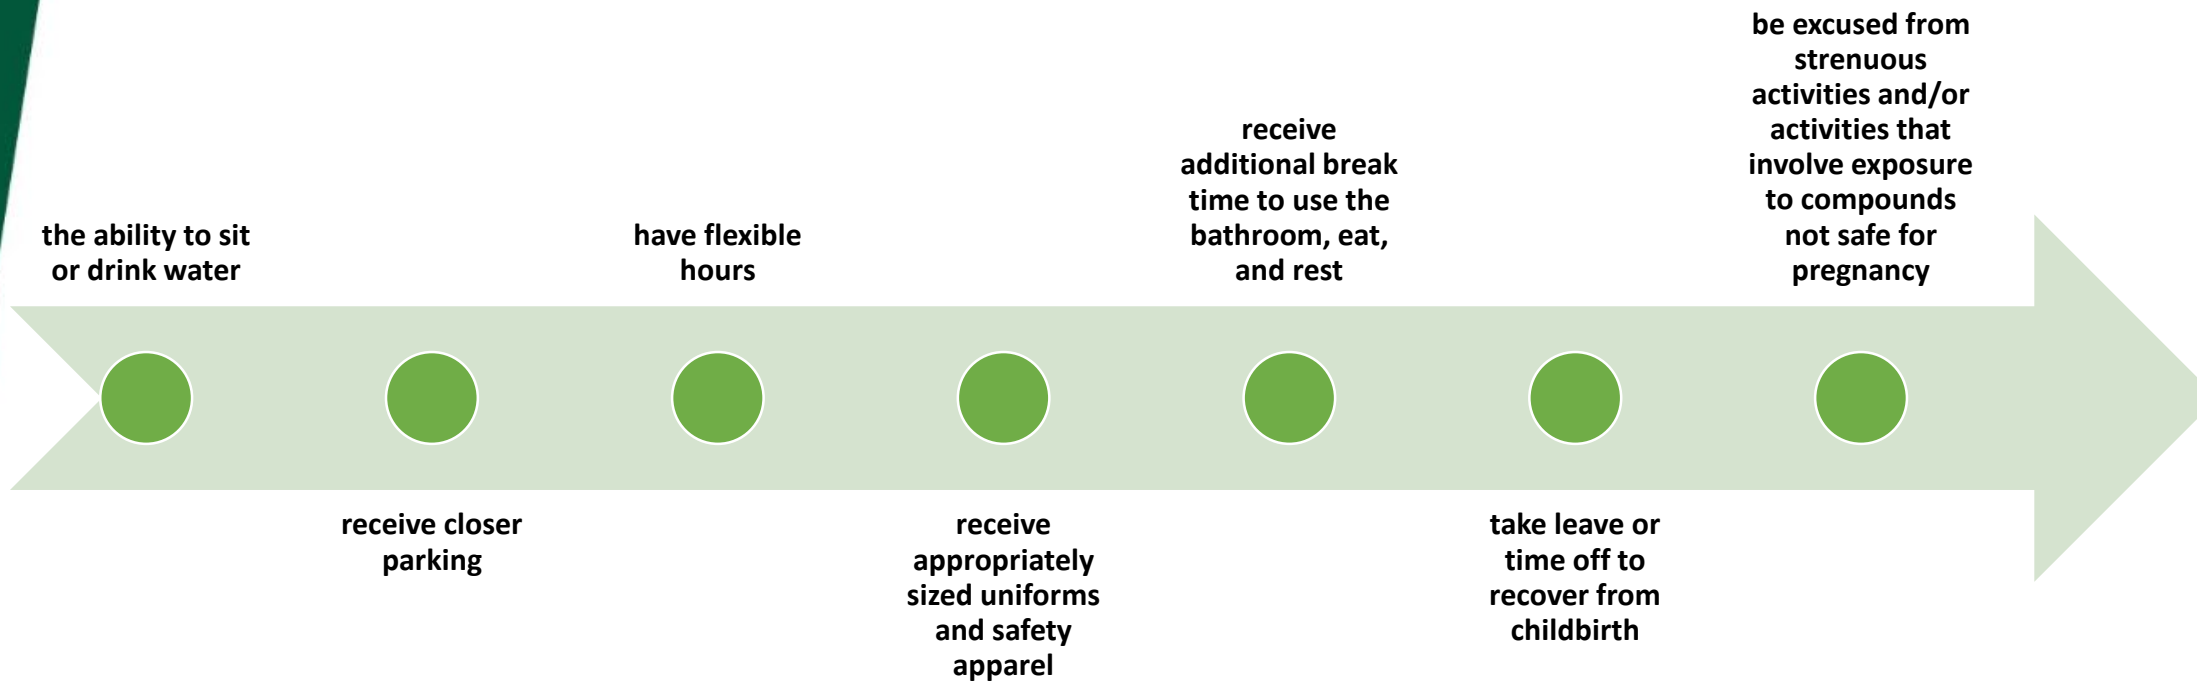 the ability to sit
or drink water
receive closer
parking
have flexible
hours
receive
appropriately
sized uniforms
and safety
apparel
receive
additional break
time to use the
bathroom, eat,
and rest
take leave or
time off to
recover from
childbirth
be excused from
strenuous
activities and/or
activities that
involve exposure
to compounds
not safe for
pregnancy